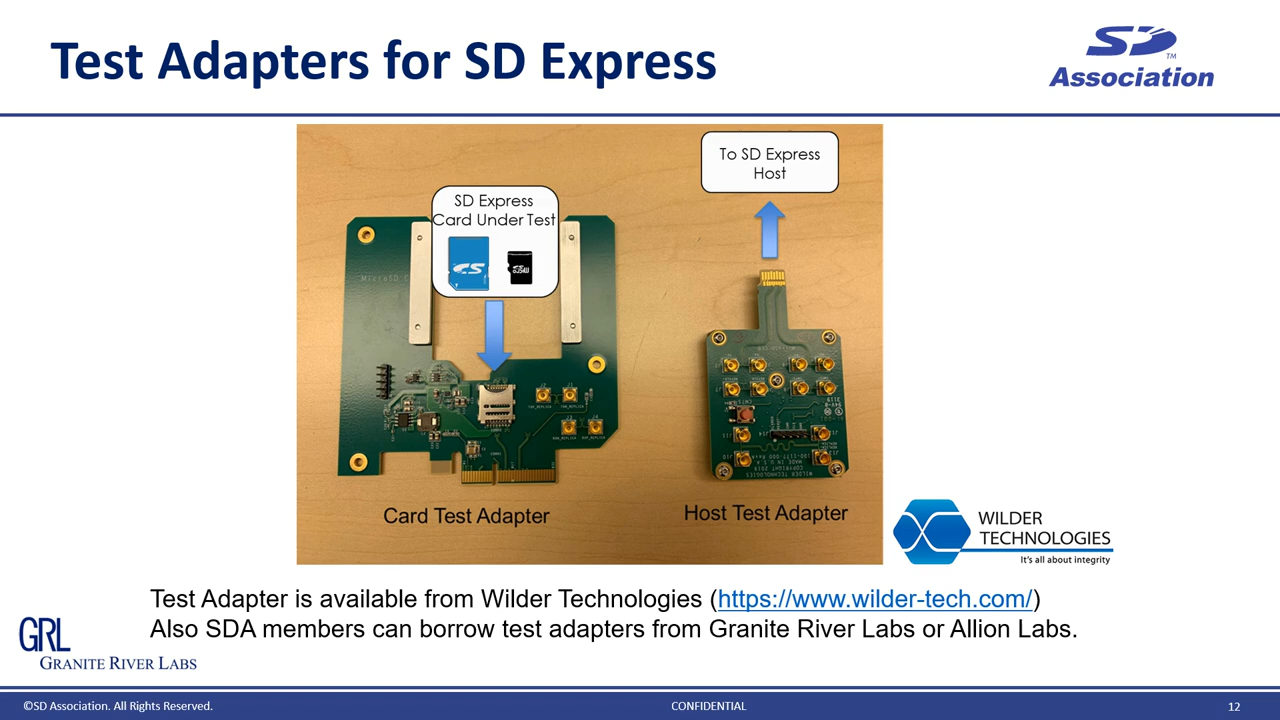 Test Adapters for SD Express
SD
TM
Association
To SD Express
Host
SD Express
Card Under Test
Card Test Adapter
Host Test Adapter
WILDER
TECHNOLOGIES
It's all about integrity
Test Adapter is available from Wilder Technologies (https://www.wilder-tech.com/)
Also SDA members can borrow test adapters from Granite River Labs or Allion Labs.
GRL
GRANITE RIVER LABS
©SD Association. All Rights Reserved.
CONFIDENTIAL
12